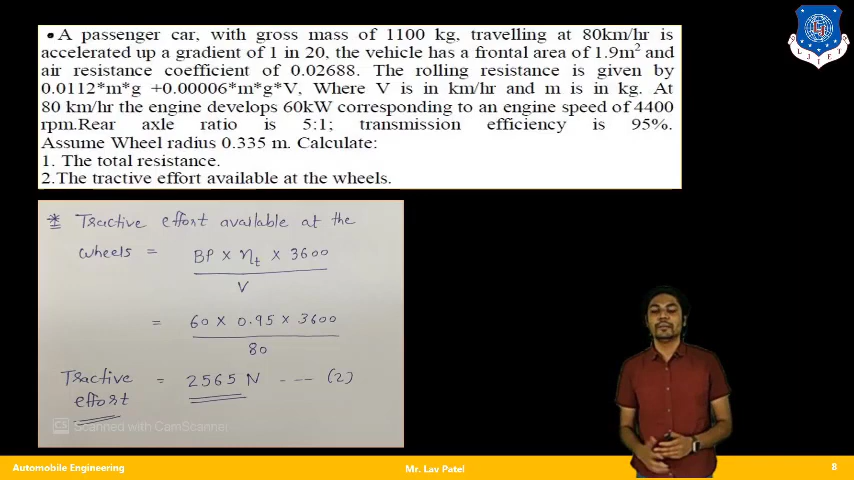 • A passenger car, with gross mass of 1100 kg, travelling at 80km/hr is
accelerated up a gradient of 1 in 20, the vehicle has a frontal area of 1.9m² and
air resistance coefficient of 0.02688. The rolling resistance is given by
0.0112*m*g +0.00006*m*g*V, Where V is in km/hr and m is in kg. At
80 km/hr the engine develops 60kW corresponding to an engine speed of 4400
rpm.Rear axle ratio is 5:1; transmission efficiency is 95%.
Assume Wheel radius 0.335 m. Calculate:
1. The total resistance.
2.The tractive effort available at the wheels.
* Tractive effort available at the
wheels = BP × ηt × 3600
V
= 60 × 0.95 × 3600
80
Tractive = 2565 N --- (2)
effort
CS Scanned with CamScanner
LJIET
Automobile Engineering
Mr. Lav Patel
8